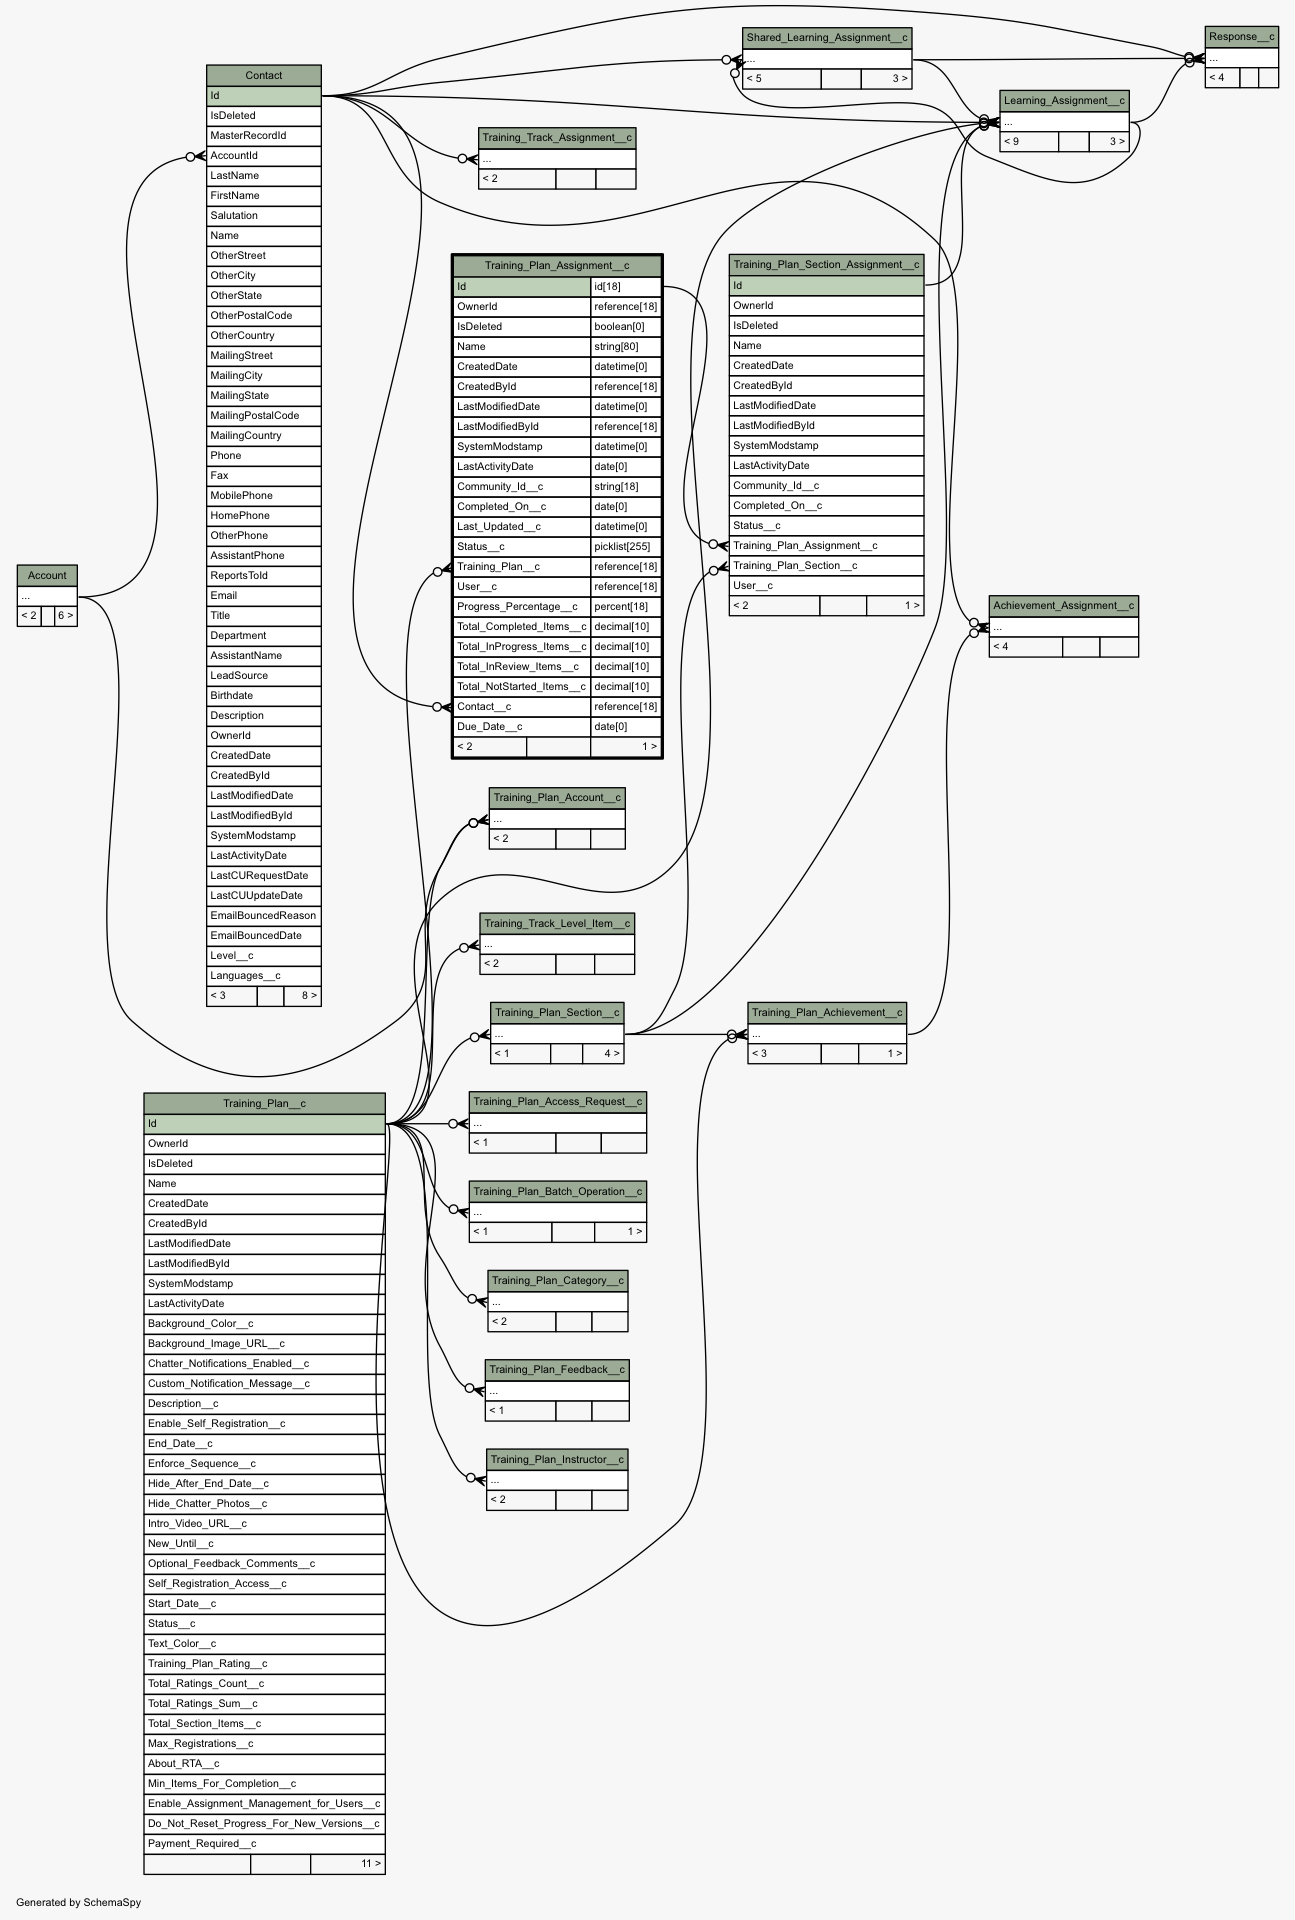 Shared_Learning_Assignment__c
...
< 5 3 >
Response__c
...
< 4
Learning_Assignment__c
...
< 9 3 >
Training_Track_Assignment__c
...
< 2
Contact
Id
IsDeleted
MasterRecordId
AccountId
LastName
FirstName
Salutation
Name
OtherStreet
OtherCity
OtherState
OtherPostalCode
OtherCountry
MailingStreet
MailingCity
MailingState
MailingPostalCode
MailingCountry
Phone
Fax
MobilePhone
HomePhone
OtherPhone
AssistantPhone
ReportsToId
Email
Title
Department
AssistantName
LeadSource
Birthdate
Description
OwnerId
CreatedDate
CreatedById
LastModifiedDate
LastModifiedById
SystemModstamp
LastActivityDate
LastCURequestDate
LastCUUpdateDate
EmailBouncedReason
EmailBouncedDate
Level__c
Languages__c
< 3 8 >
Training_Plan_Assignment__c
Id id[18]
OwnerId reference[18]
IsDeleted boolean[0]
Name string[80]
CreatedDate datetime[0]
CreatedById reference[18]
LastModifiedDate datetime[0]
LastModifiedById reference[18]
SystemModstamp datetime[0]
LastActivityDate date[0]
Community_Id__c string[18]
Completed_On__c date[0]
Last_Updated__c datetime[0]
Status__c picklist[255]
Training_Plan__c reference[18]
User__c reference[18]
Progress_Percentage__c percent[18]
Total_Completed_Items__c decimal[10]
Total_InProgress_Items__c decimal[10]
Total_InReview_Items__c decimal[10]
Total_NotStarted_Items__c decimal[10]
Contact__c reference[18]
Due_Date__c date[0]
< 2 1 >
Training_Plan_Section_Assignment__c
Id
OwnerId
IsDeleted
Name
CreatedDate
CreatedById
LastModifiedDate
LastModifiedById
SystemModstamp
LastActivityDate
Community_Id__c
Completed_On__c
Status__c
Training_Plan_Assignment__c
Training_Plan_Section__c
User__c
< 2 1 >
Account
...
< 2 6 >
Achievement_Assignment__c
...
< 4
Training_Plan_Account__c
...
< 2
Training_Track_Level_Item__c
...
< 2
Training_Plan_Section__c
...
< 1 4 >
Training_Plan_Achievement__c
...
< 3 1 >
Training_Plan_Access_Request__c
...
< 1
Training_Plan_Batch_Operation__c
...
< 1 1 >
Training_Plan_Category__c
...
< 2
Training_Plan_Feedback__c
...
< 1
Training_Plan_Instructor__c
...
< 2
Training_Plan__c
Id
OwnerId
IsDeleted
Name
CreatedDate
CreatedById
LastModifiedDate
LastModifiedById
SystemModstamp
LastActivityDate
Background_Color__c
Background_Image_URL__c
Chatter_Notifications_Enabled__c
Custom_Notification_Message__c
Description__c
Enable_Self_Registration__c
End_Date__c
Enforce_Sequence__c
Hide_After_End_Date__c
Hide_Chatter_Photos__c
Intro_Video_URL__c
New_Until__c
Optional_Feedback_Comments__c
Self_Registration_Access__c
Start_Date__c
Status__c
Text_Color__c
Training_Plan_Rating__c
Total_Ratings_Count__c
Total_Ratings_Sum__c
Total_Section_Items__c
Max_Registrations__c
About_RTA__c
Min_Items_For_Completion__c
Enable_Assignment_Management_for_Users__c
Do_Not_Reset_Progress_For_New_Versions__c
Payment_Required__c
11 >
Generated by SchemaSpy